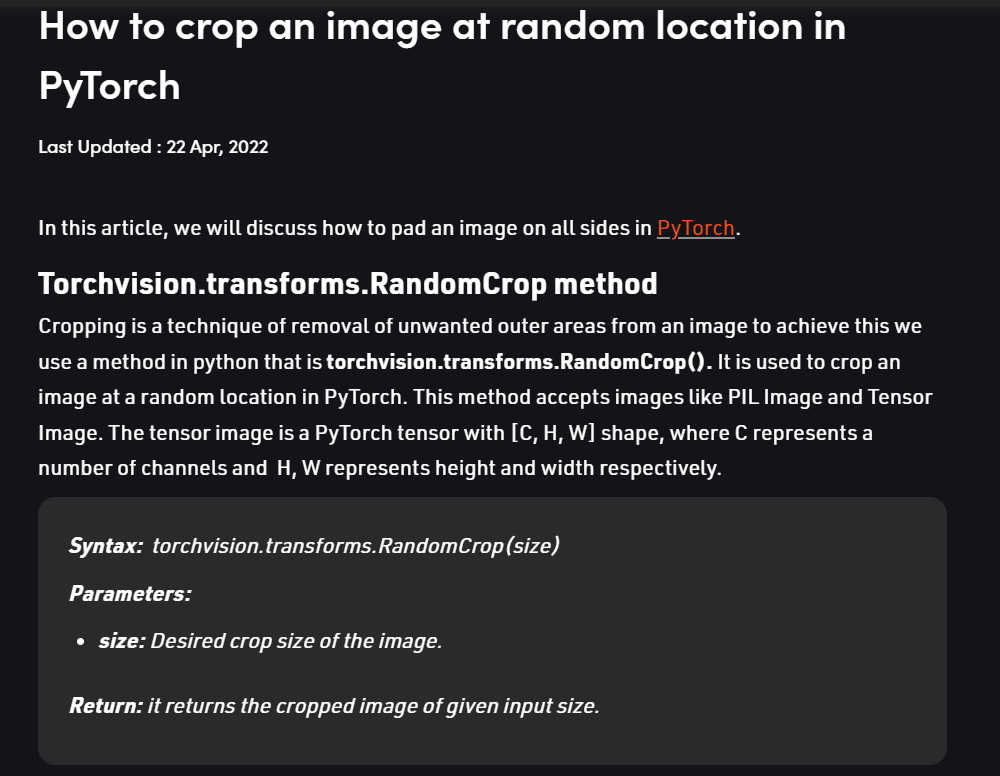 How to crop an image at random location in
PyTorch
Last Updated : 22 Apr, 2022
In this article, we will discuss how to pad an image on all sides in PyTorch.
Torchvision.transforms.RandomCrop method
Cropping is a technique of removal of unwanted outer areas from an image to achieve this we
use a method in python that is torchvision.transforms.RandomCrop(). It is used to crop an
image at a random location in PyTorch. This method accepts images like PIL Image and Tensor
Image. The tensor image is a PyTorch tensor with [C, H, W] shape, where C represents a
number of channels and  H, W represents height and width respectively.
Syntax:  torchvision.transforms.RandomCrop(size)
Parameters:
• size: Desired crop size of the image.
Return: it returns the cropped image of given input size.